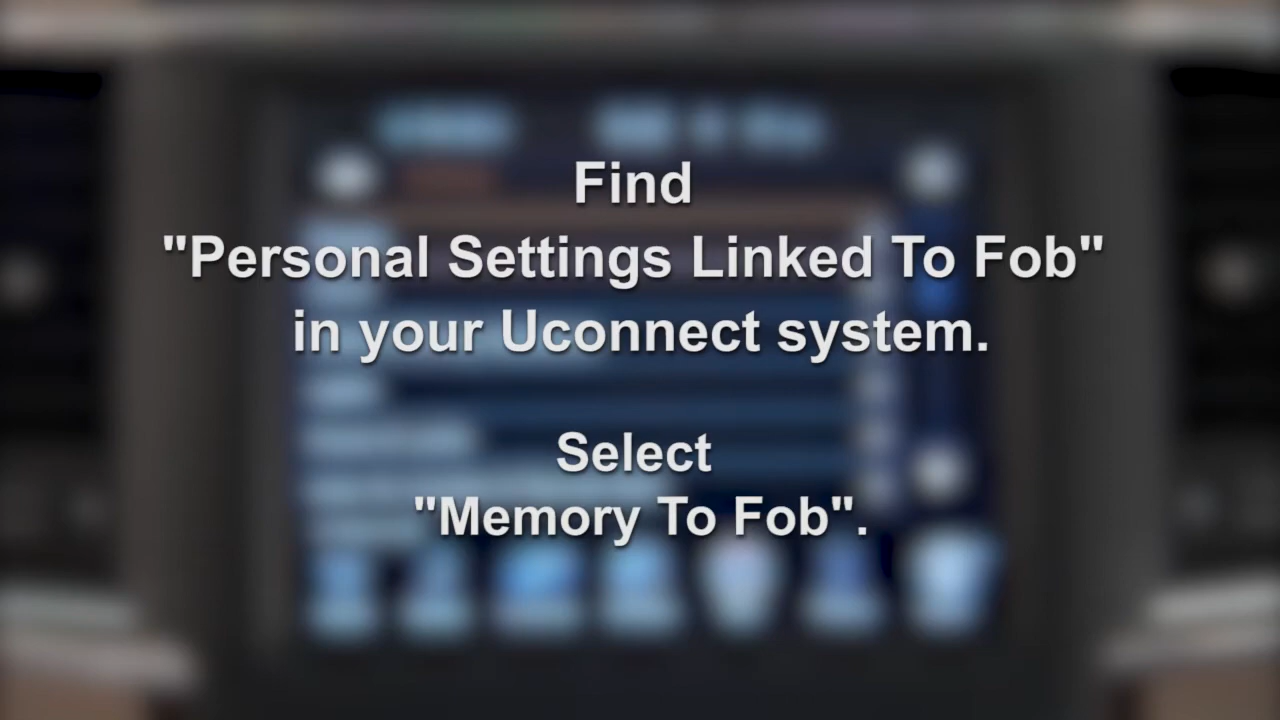 Find
"Personal Settings Linked To Fob"
in your Uconnect system.
Select
"Memory To Fob".